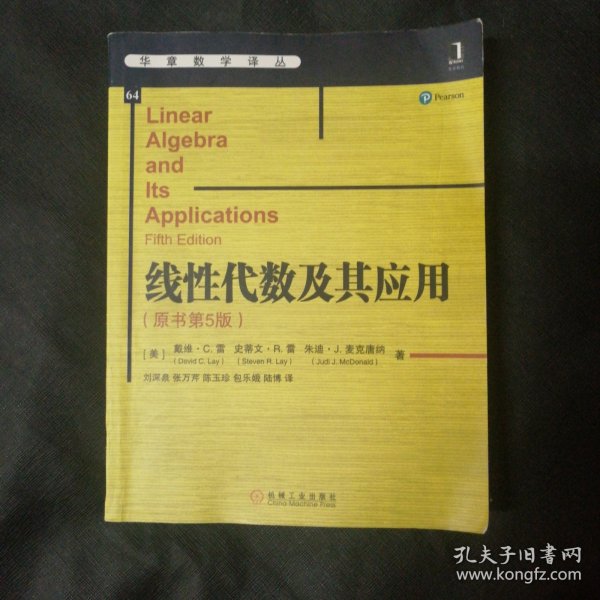 华章数学译丛
64
Pearson
Linear
Algebra
and
Its
Applications
Fifth Edition
线性代数及其应用
(原书第5版)
[美] 戴维·C.雷 史蒂文·R.雷 朱迪·J.麦克唐纳 著
(David C. Lay) (Steven R. Lay) (Judi J. McDonald)
刘深泉 张万芹 陈玉珍 包乐娥 陆博 译
机械工业出版社
China Machine Press
孔夫子旧书网
www.kongfz.com